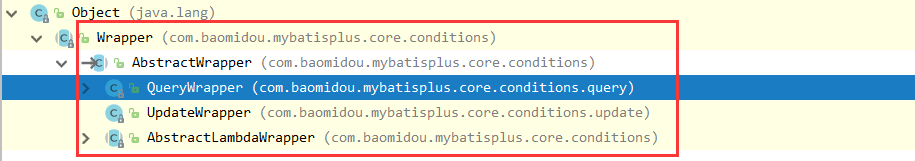 Object (java.lang)
Wrapper (com.baomidou.mybatisplus.core.conditions)
AbstractWrapper (com.baomidou.mybatisplus.core.conditions)
QueryWrapper (com.baomidou.mybatisplus.core.conditions.query)
UpdateWrapper (com.baomidou.mybatisplus.core.conditions.update)
AbstractLambdaWrapper (com.baomidou.mybatisplus.core.conditions)